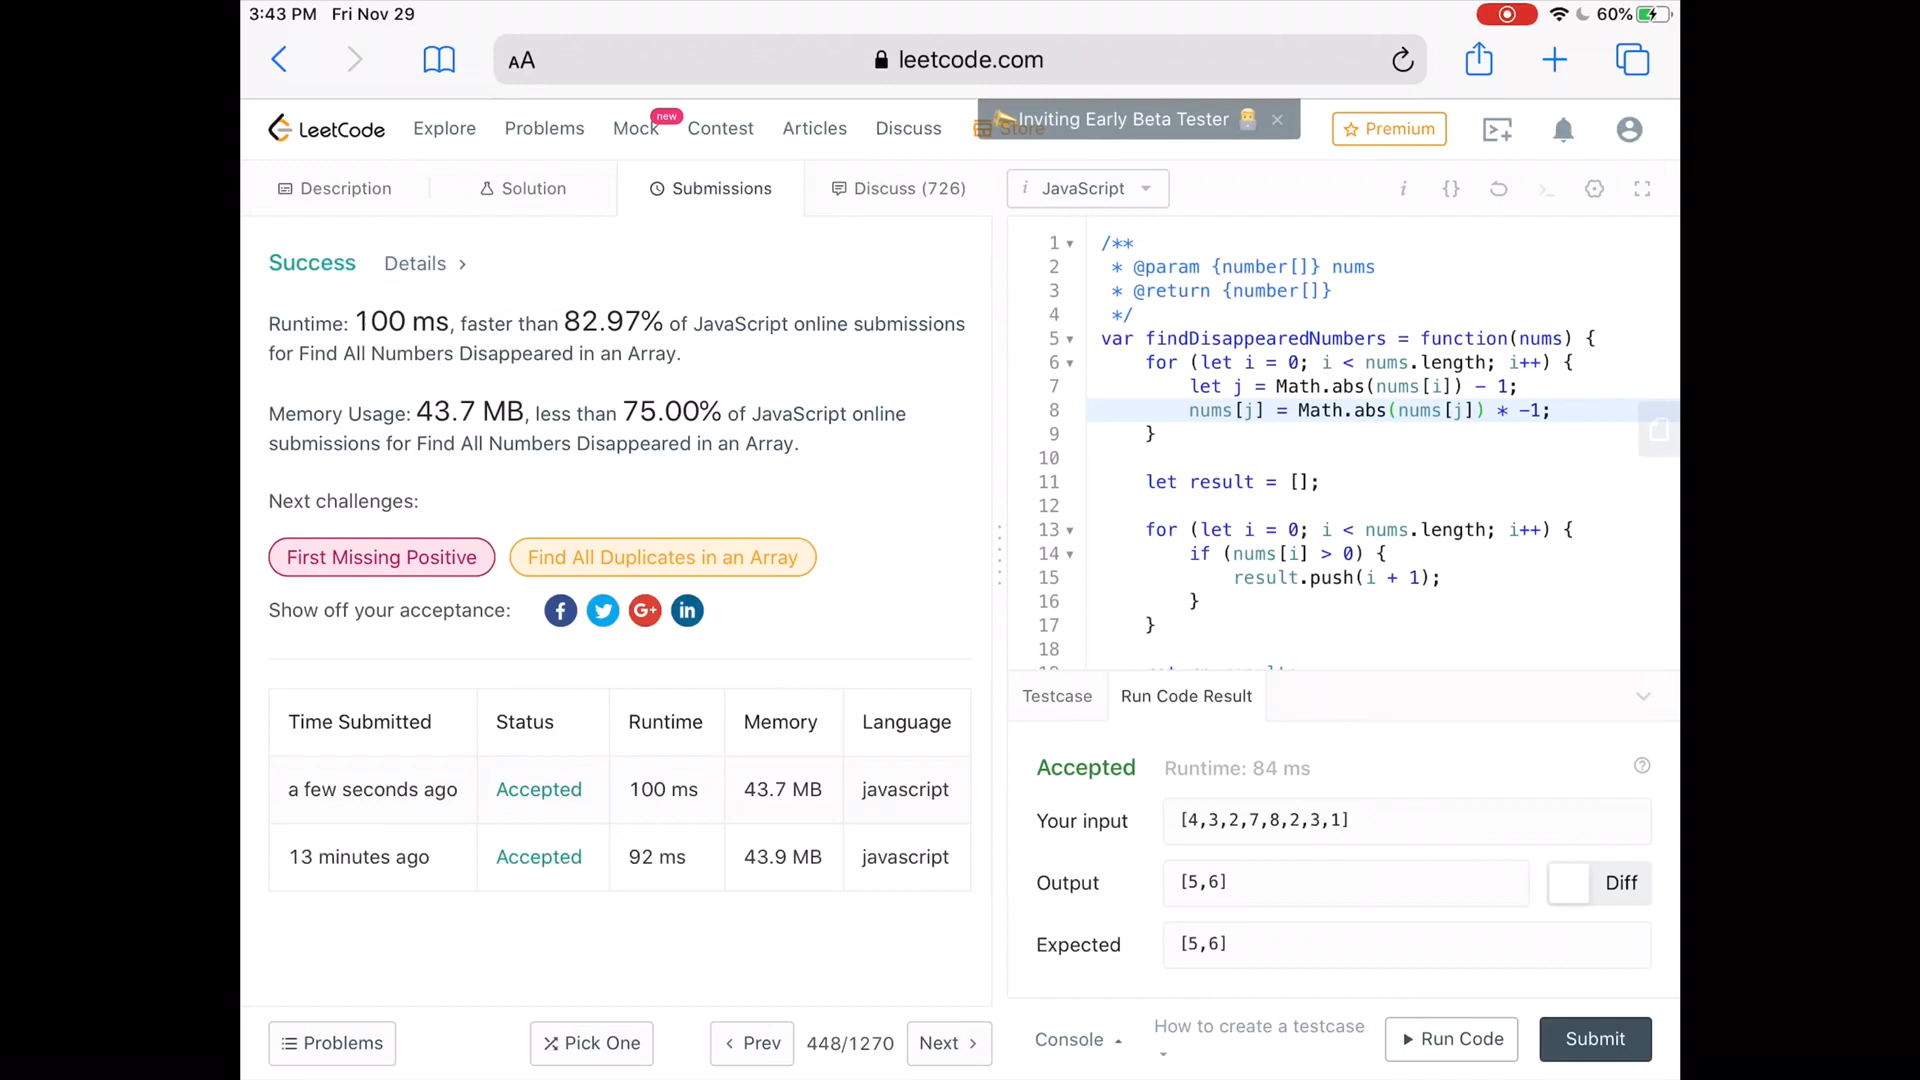 3:43 PM Fri Nov 29
60%
AA
leetcode.com
LeetCode
Explore
Problems
Mock
new
Contest
Articles
Discuss
Store
Inviting Early Beta Tester
Premium
Description
Solution
Submissions
Discuss (726)
i JavaScript
Success Details >
Runtime: 100 ms, faster than 82.97% of JavaScript online submissions
for Find All Numbers Disappeared in an Array.
Memory Usage: 43.7 MB, less than 75.00% of JavaScript online
submissions for Find All Numbers Disappeared in an Array.
Next challenges:
First Missing Positive
Find All Duplicates in an Array
Show off your acceptance:
Time Submitted Status Runtime Memory Language
a few seconds ago Accepted 100 ms 43.7 MB javascript
13 minutes ago Accepted 92 ms 43.9 MB javascript
Problems
Pick One
< Prev
448/1270
Next >
1 /**
2 * @param {number[]} nums
3 * @return {number[]}
4 */
5 var findDisappearedNumbers = function(nums) {
6 for (let i = 0; i < nums.length; i++) {
7 let j = Math.abs(nums[i]) - 1;
8 nums[j] = Math.abs(nums[j]) * -1;
9 }
10
11 let result = [];
12
13 for (let i = 0; i < nums.length; i++) {
14 if (nums[i] > 0) {
15 result.push(i + 1);
16 }
17 }
18
Testcase
Run Code Result
Accepted Runtime: 84 ms
Your input [4,3,2,7,8,2,3,1]
Output [5,6] Diff
Expected [5,6]
Console
How to create a testcase
Run Code
Submit